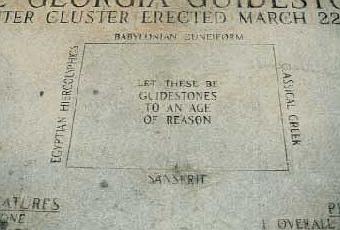 GEORGIA GUIDESTO
TER CLUSTER ERECTED MARCH 22
BABYLONIAN CUNEIFORM
EGYPTIAN HIEROGLYPHICS
LET THESE BE
GUIDESTONES
TO AN AGE
OF REASON
CLASSICAL GREEK
SANSKRIT
ATURES
ONE
1. OVERALL